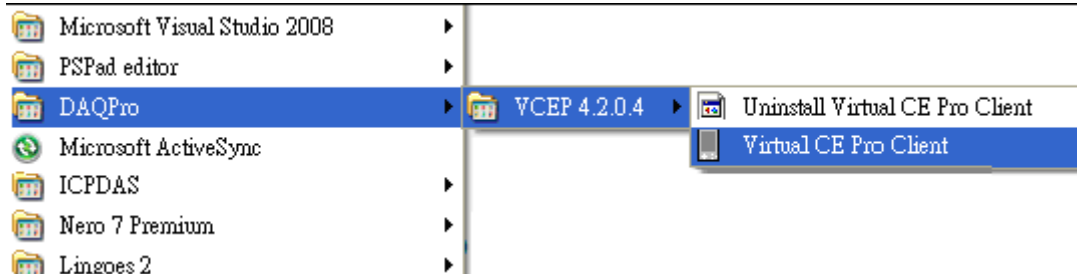 Microsoft Visual Studio 2008
PSPad editor
DAQPro
VCEP 4.2.0.4
Uninstall Virtual CE Pro Client
Virtual CE Pro Client
Microsoft ActiveSync
ICPDAS
Nero 7 Premium
Lingoes 2